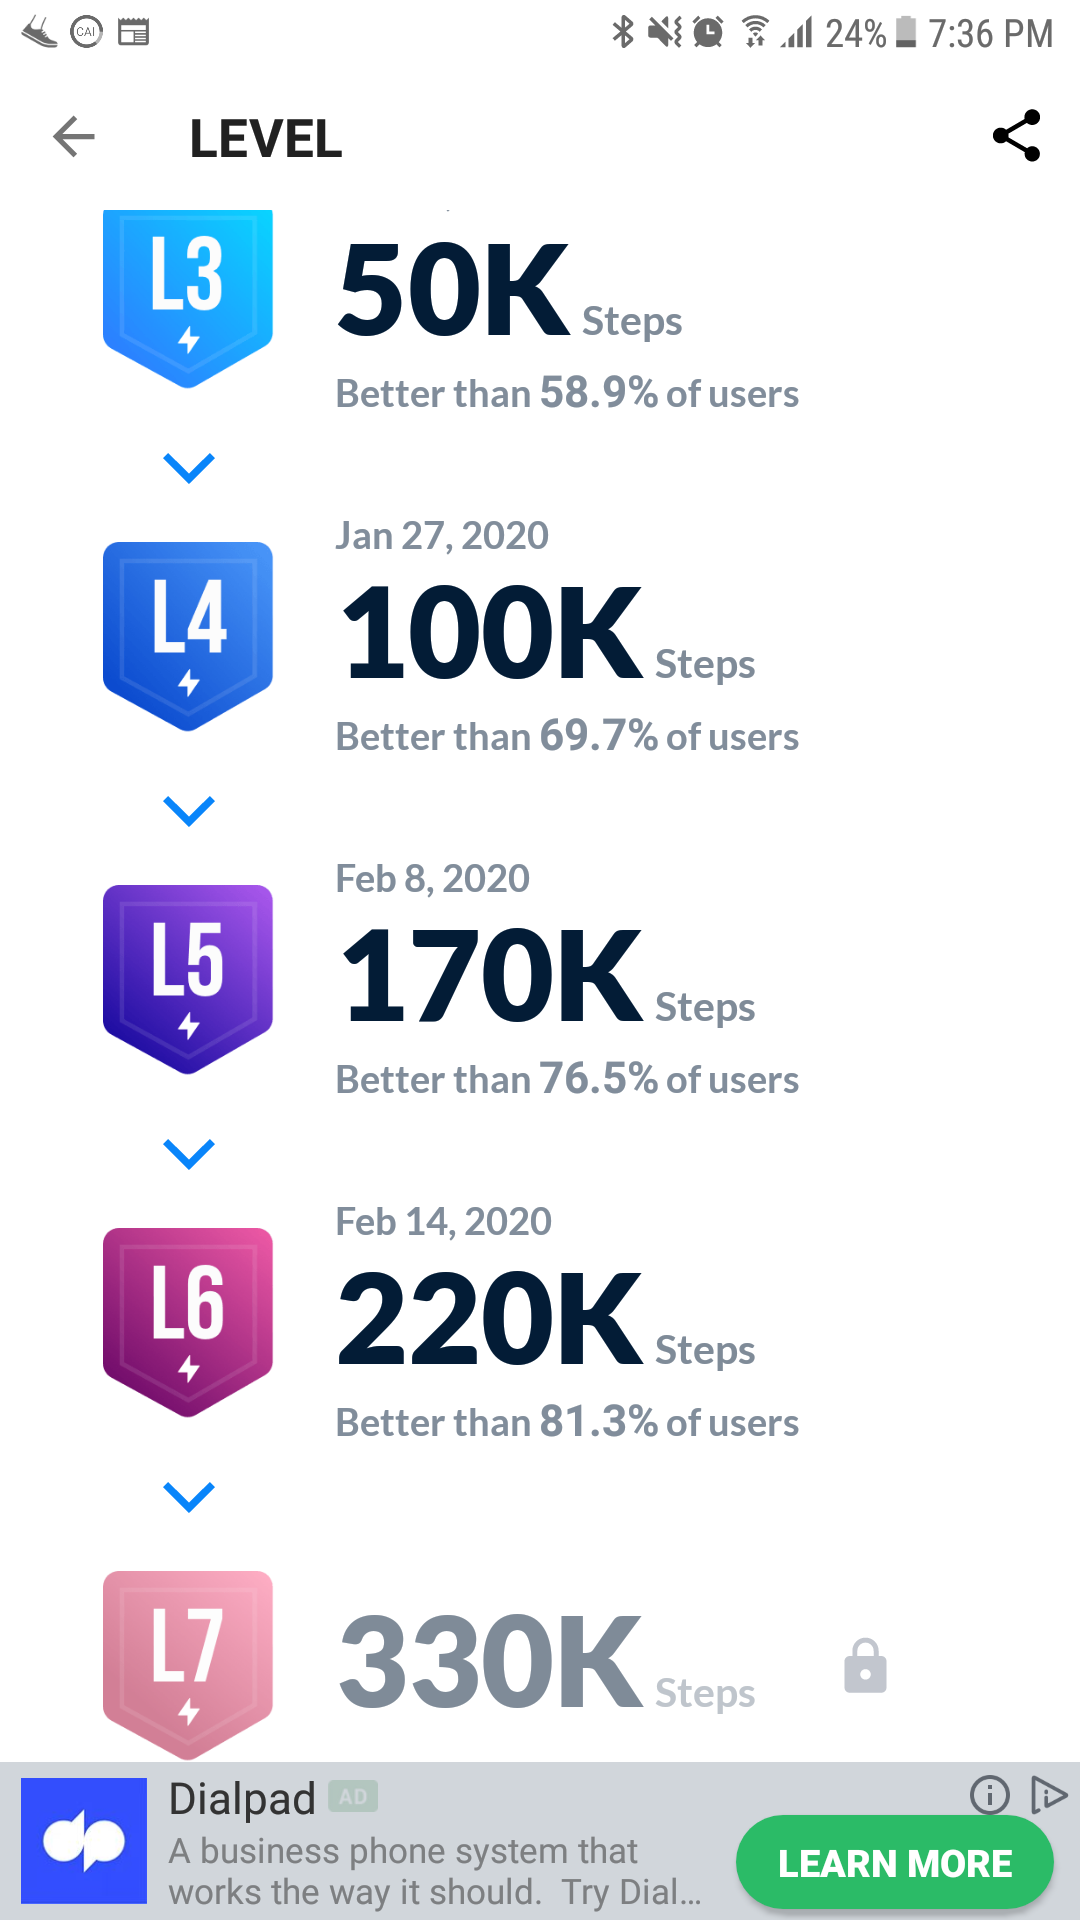 CAI 24% 7:36 PM
LEVEL
L3
50K Steps
Better than 58.9% of users
Jan 27, 2020
L4
100K Steps
Better than 69.7% of users
Feb 8, 2020
L5
170K Steps
Better than 76.5% of users
Feb 14, 2020
L6
220K Steps
Better than 81.3% of users
L7
330K Steps
dp
Dialpad AD
A business phone system that
works the way it should. Try Dial...
LEARN MORE